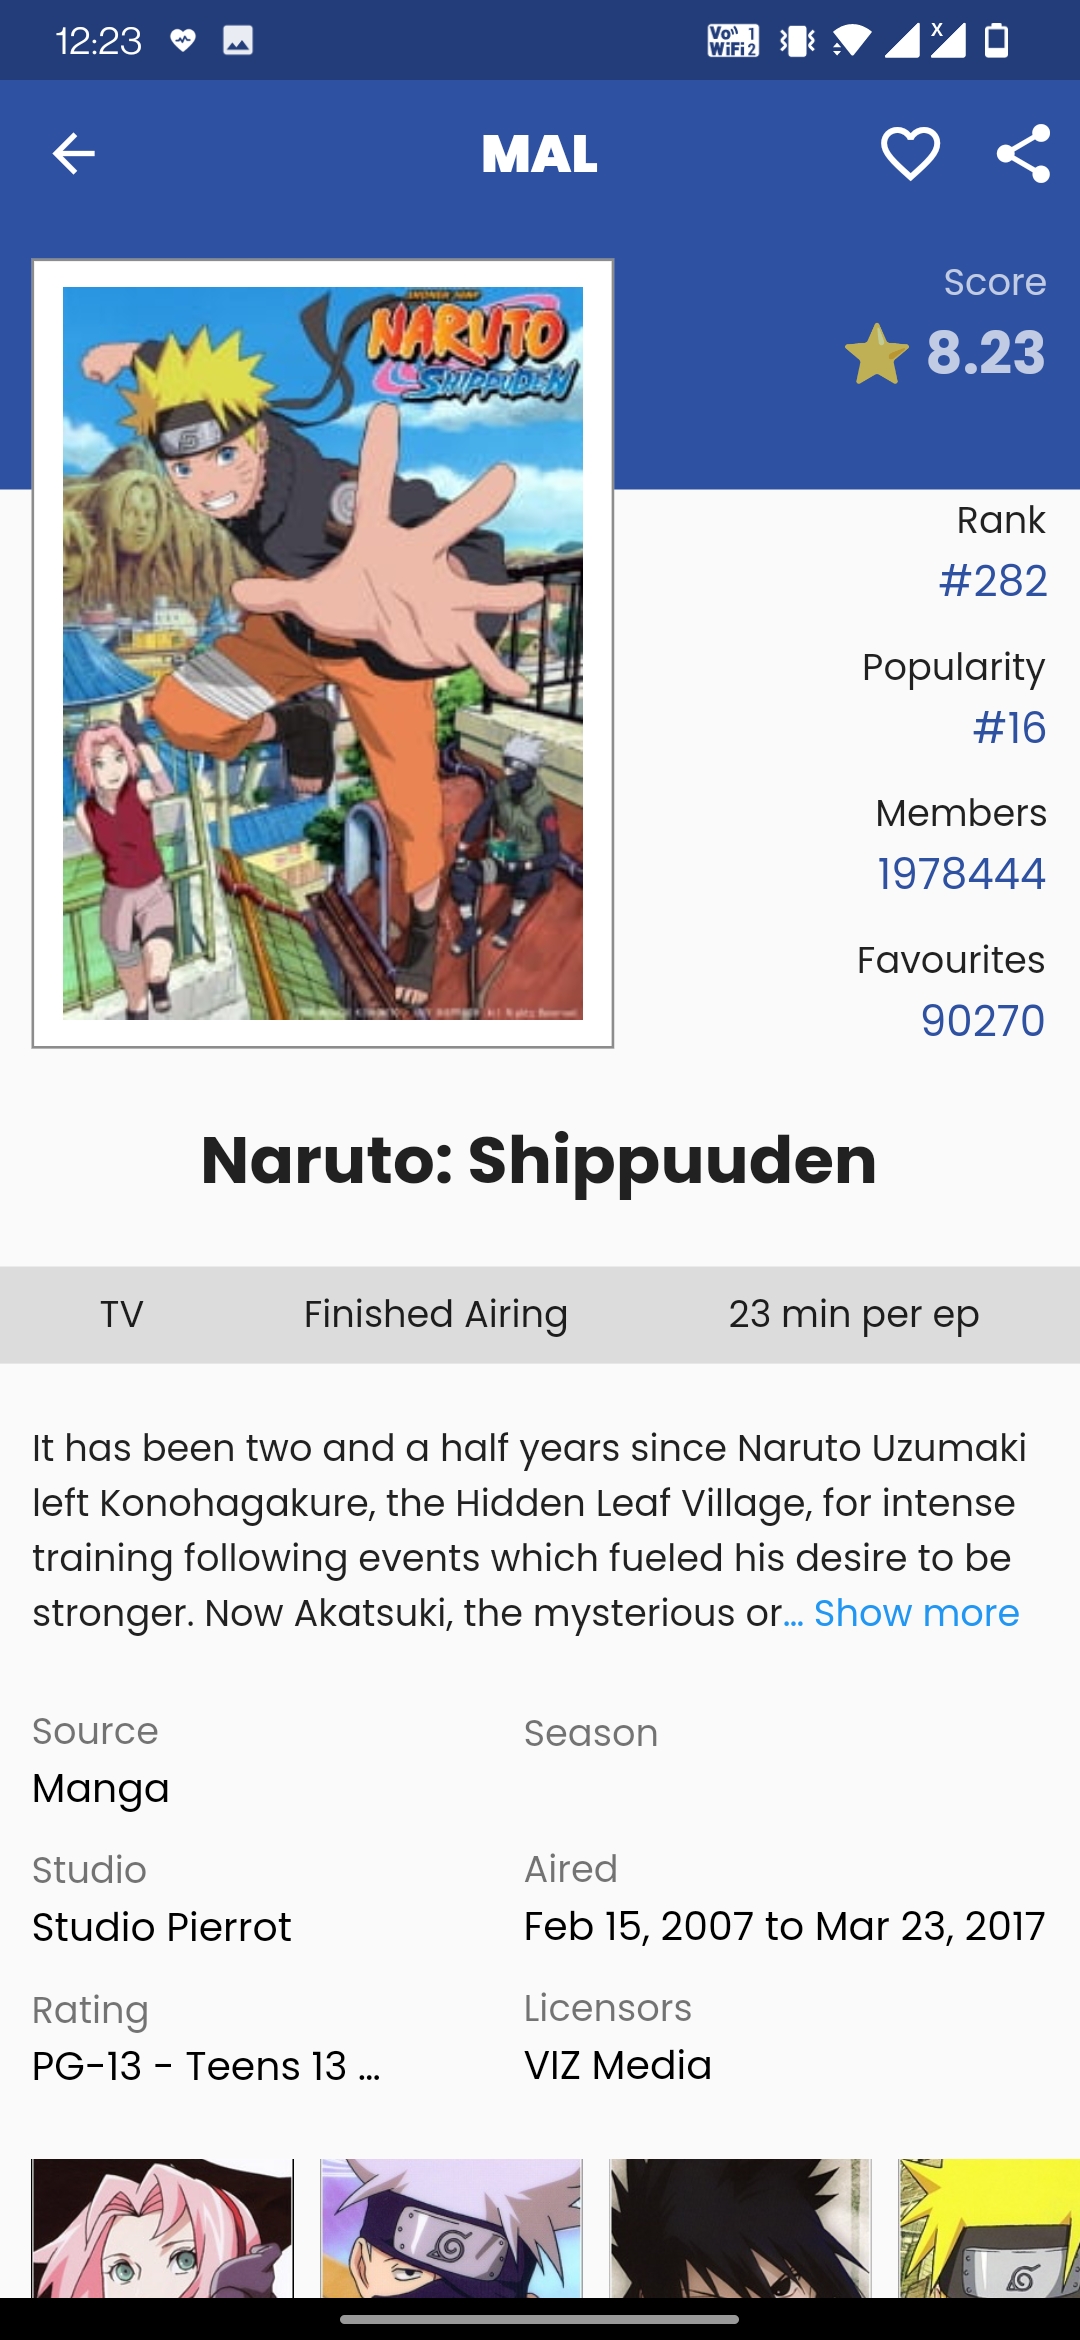 12:23
Vo)) 1
WiFi 2
X
MAL
SHONEN JUMP
NARUTO
SHIPPUDEN
Score
8.23
Rank
#282
Popularity
#16
Members
1978444
Favourites
90270
Naruto: Shippuuden
TV Finished Airing 23 min per ep
It has been two and a half years since Naruto Uzumaki
left Konohagakure, the Hidden Leaf Village, for intense
training following events which fueled his desire to be
stronger. Now Akatsuki, the mysterious or... Show more
Source Season
Manga
Studio Aired
Studio Pierrot Feb 15, 2007 to Mar 23, 2017
Rating Licensors
PG-13 - Teens 13 ... VIZ Media